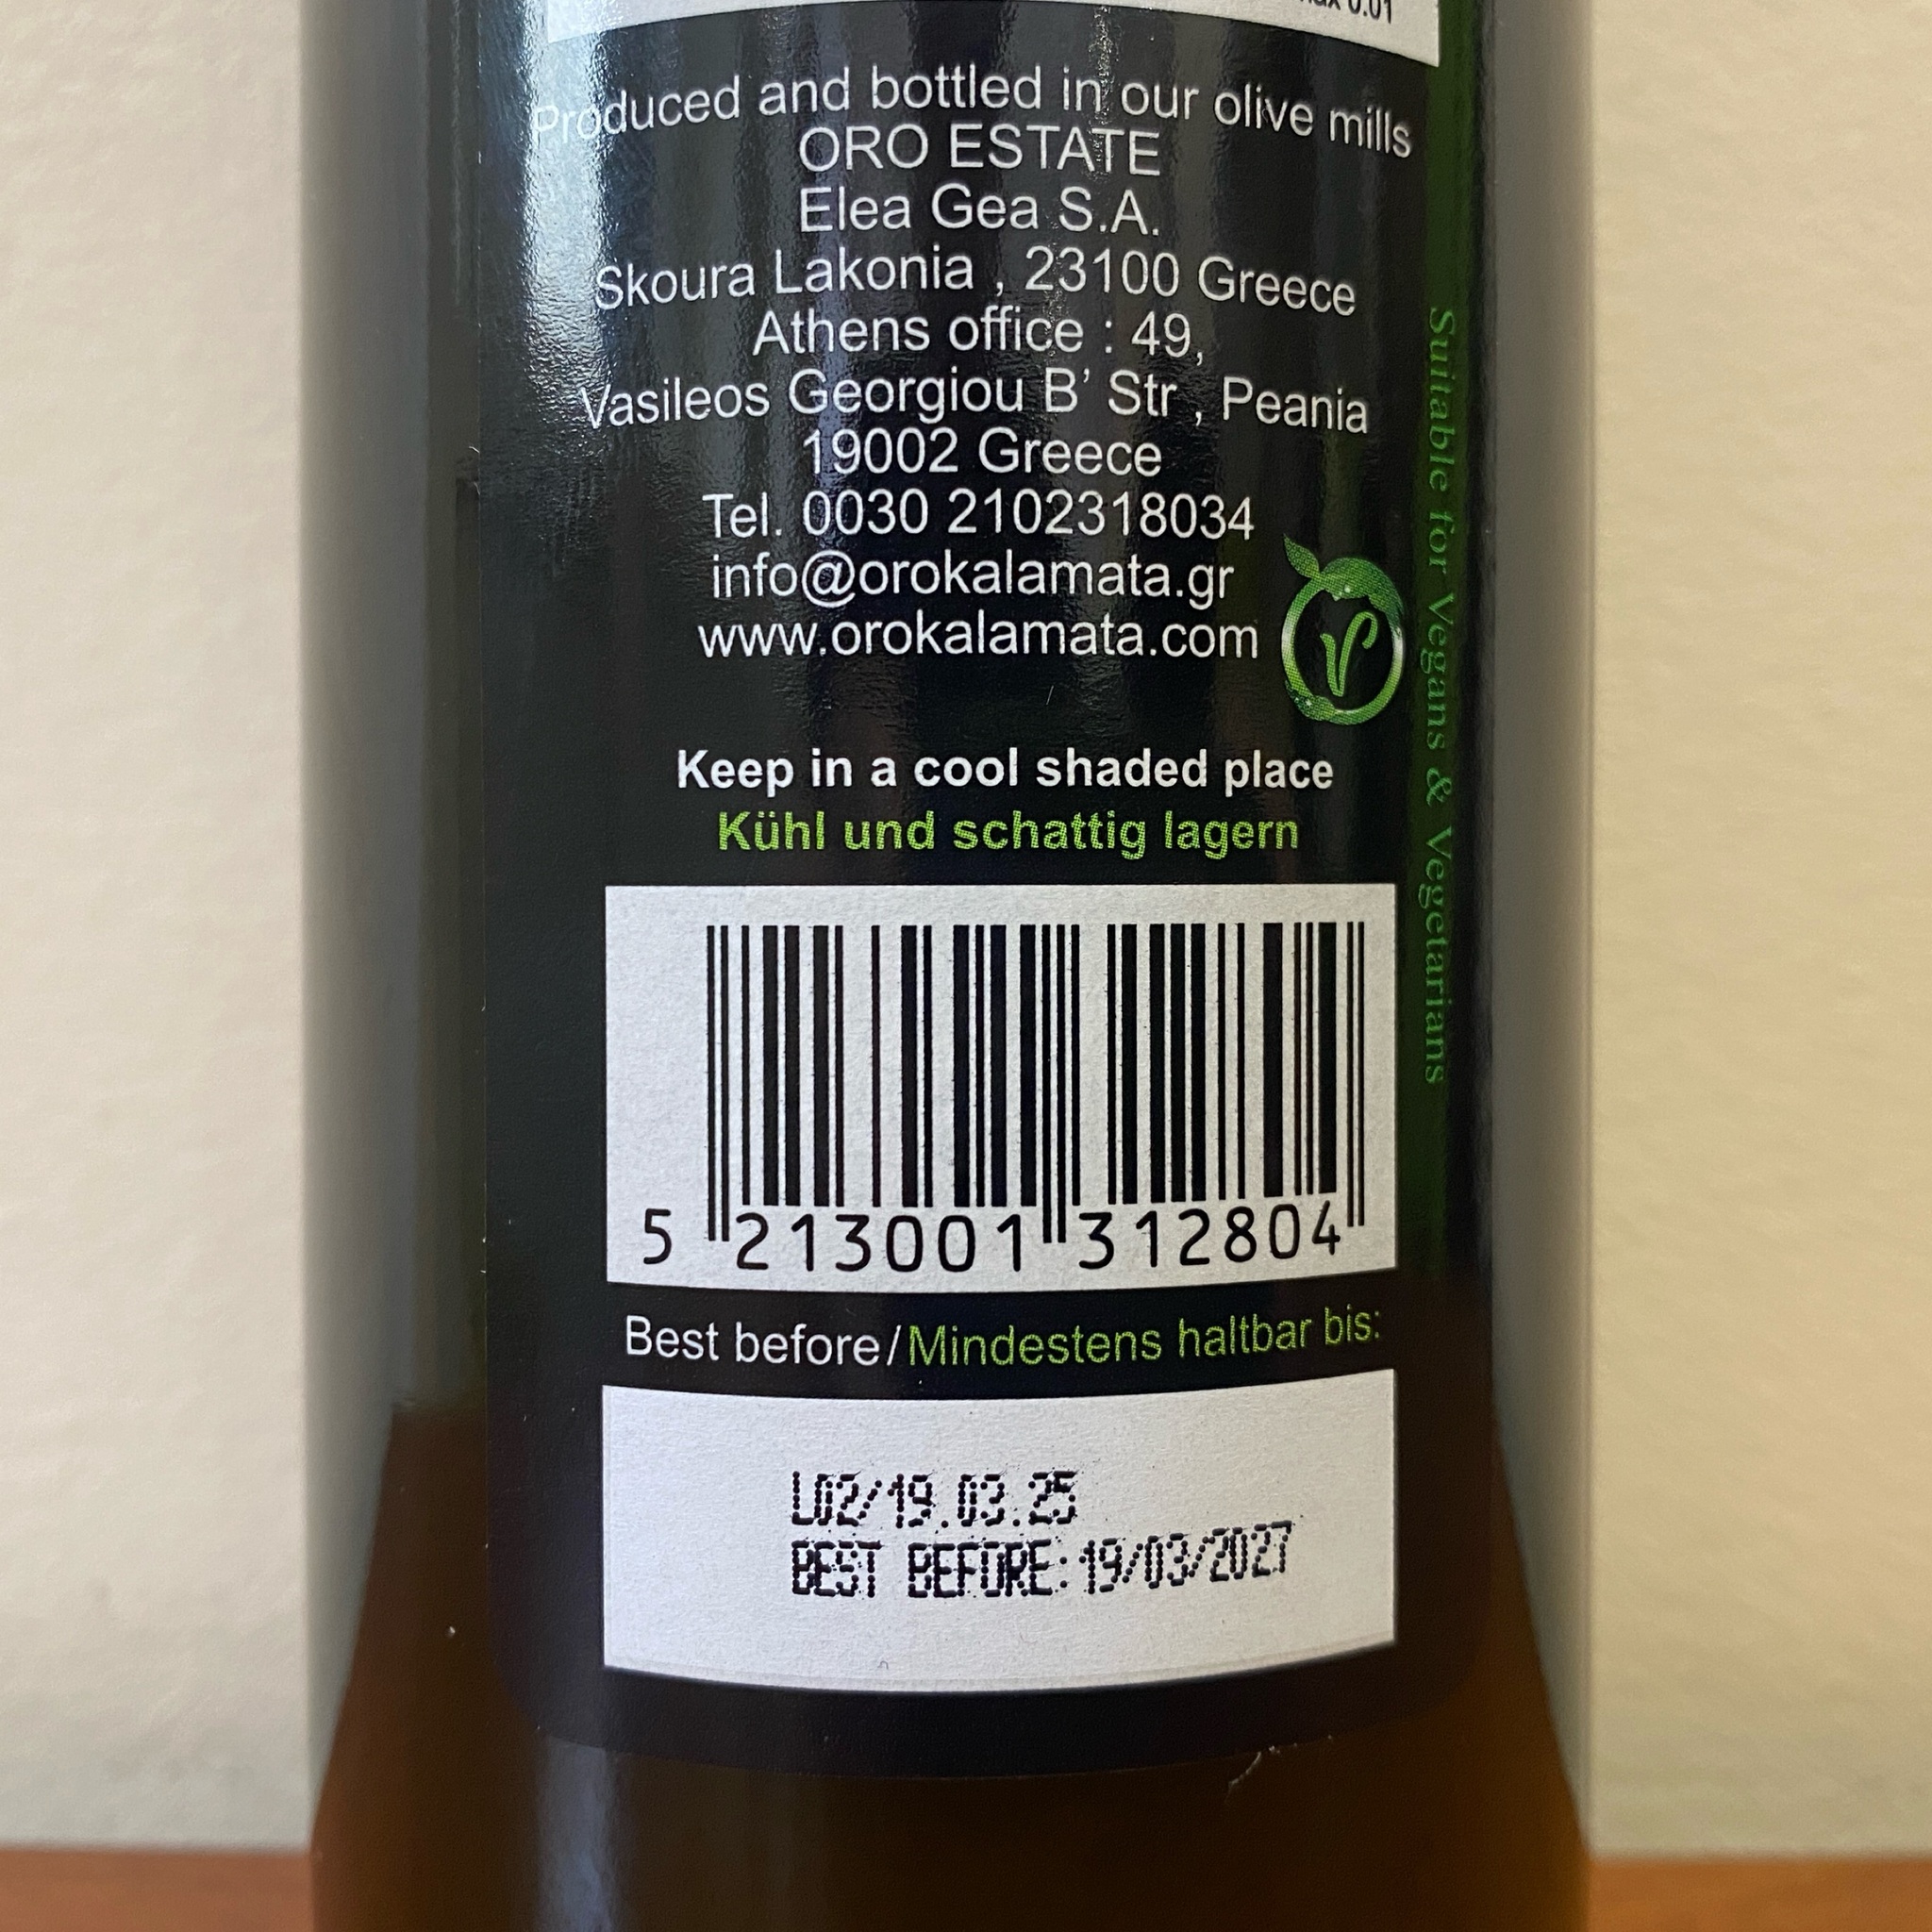 0.01
Produced and bottled in our olive mills
ORO ESTATE
Elea Gea S.A.
Skoura Lakonia , 23100 Greece
Athens office : 49,
Vasileos Georgiou B’ Str , Peania
19002 Greece
Tel. 0030 2102318034
info@orokalamata.gr
www.orokalamata.com
Suitable for Vegans & Vegetarians
Keep in a cool shaded place
Kühl und schattig lagern
5 213001 312804
Best before/Mindestens haltbar bis:
L02/19.03.25
BEST BEFORE:19/03/2027